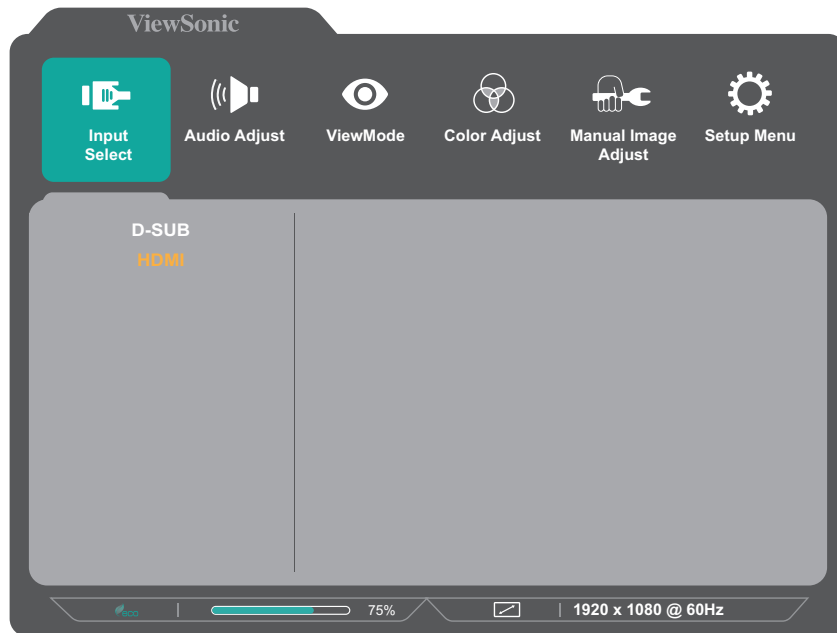 ViewSonic
Input
Select
Audio Adjust
ViewMode
Color Adjust
Manual Image
Adjust
Setup Menu
D-SUB
HDMI
eco
75%
1920 x 1080 @ 60Hz